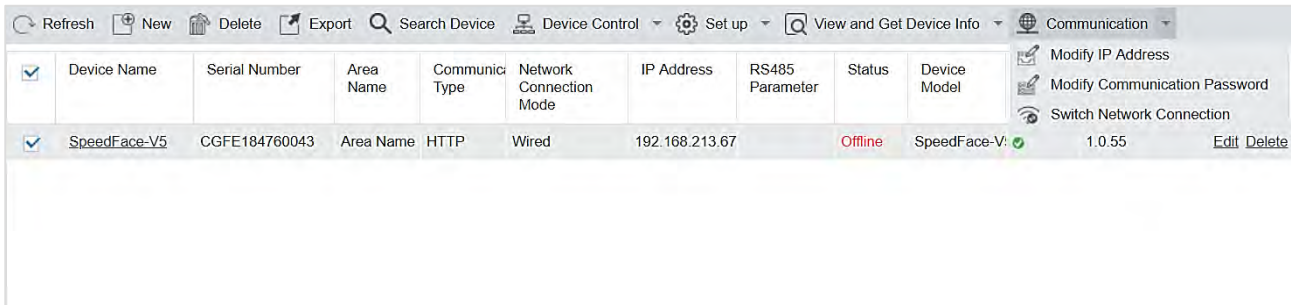 Refresh New Delete Export Search Device Device Control Set up View and Get Device Info Communication
Modify IP Address
Modify Communication Password
Switch Network Connection
Device Name Serial Number Area Name Communica Type Network Connection Mode IP Address RS485 Parameter Status Device Model
SpeedFace-V5 CGFE184760043 Area Name HTTP Wired 192.168.213.67 Offline SpeedFace-V 1.0.55 Edit Delete